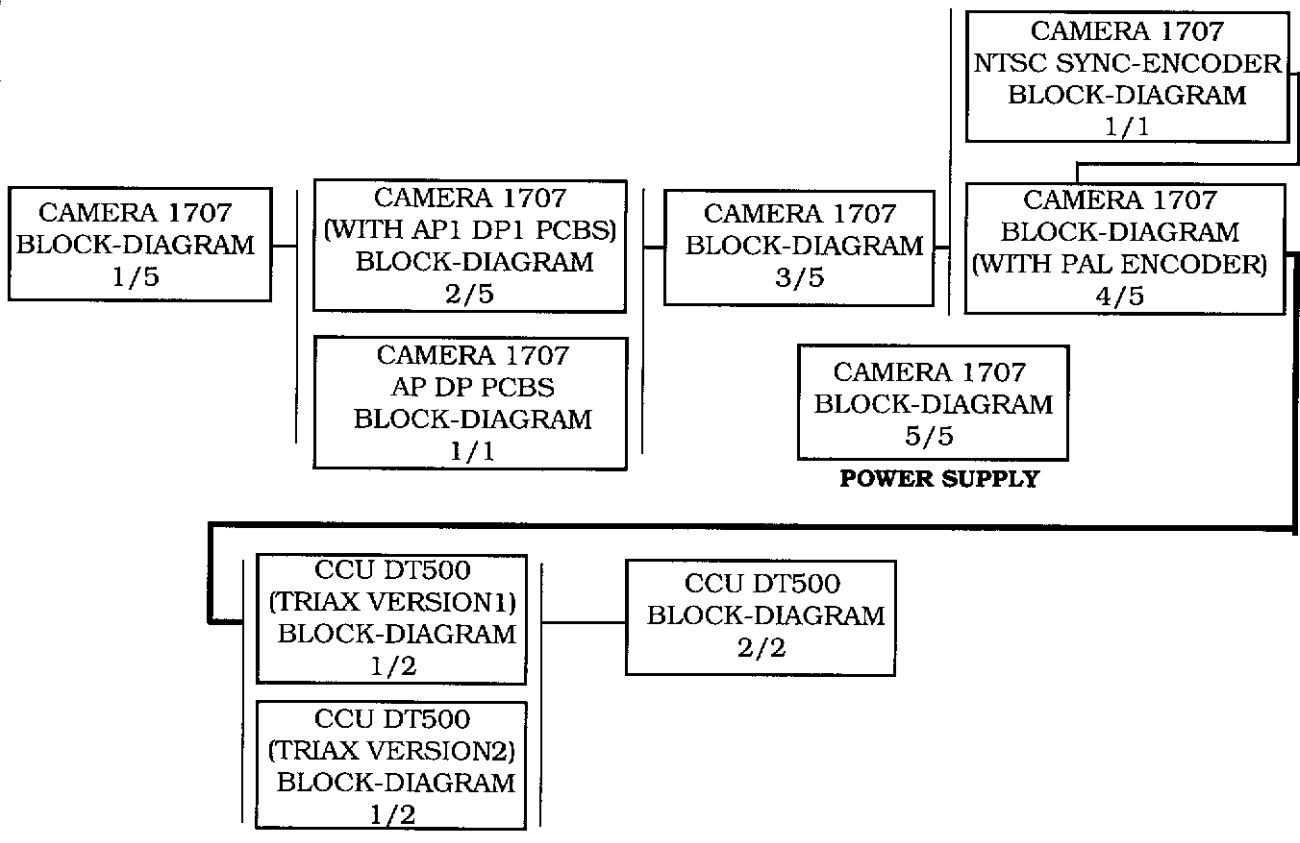 CAMERA 1707
NTSC SYNC-ENCODER
BLOCK-DIAGRAM
1/1
CAMERA 1707
BLOCK-DIAGRAM
1/5
CAMERA 1707
(WITH AP1 DP1 PCBS)
BLOCK-DIAGRAM
2/5
CAMERA 1707
BLOCK-DIAGRAM
3/5
CAMERA 1707
BLOCK-DIAGRAM
(WITH PAL ENCODER)
4/5
CAMERA 1707
AP DP PCBS
BLOCK-DIAGRAM
1/1
CAMERA 1707
BLOCK-DIAGRAM
5/5
POWER SUPPLY
CCU DT500
(TRIAX VERSION1)
BLOCK-DIAGRAM
1/2
CCU DT500
BLOCK-DIAGRAM
2/2
CCU DT500
(TRIAX VERSION2)
BLOCK-DIAGRAM
1/2